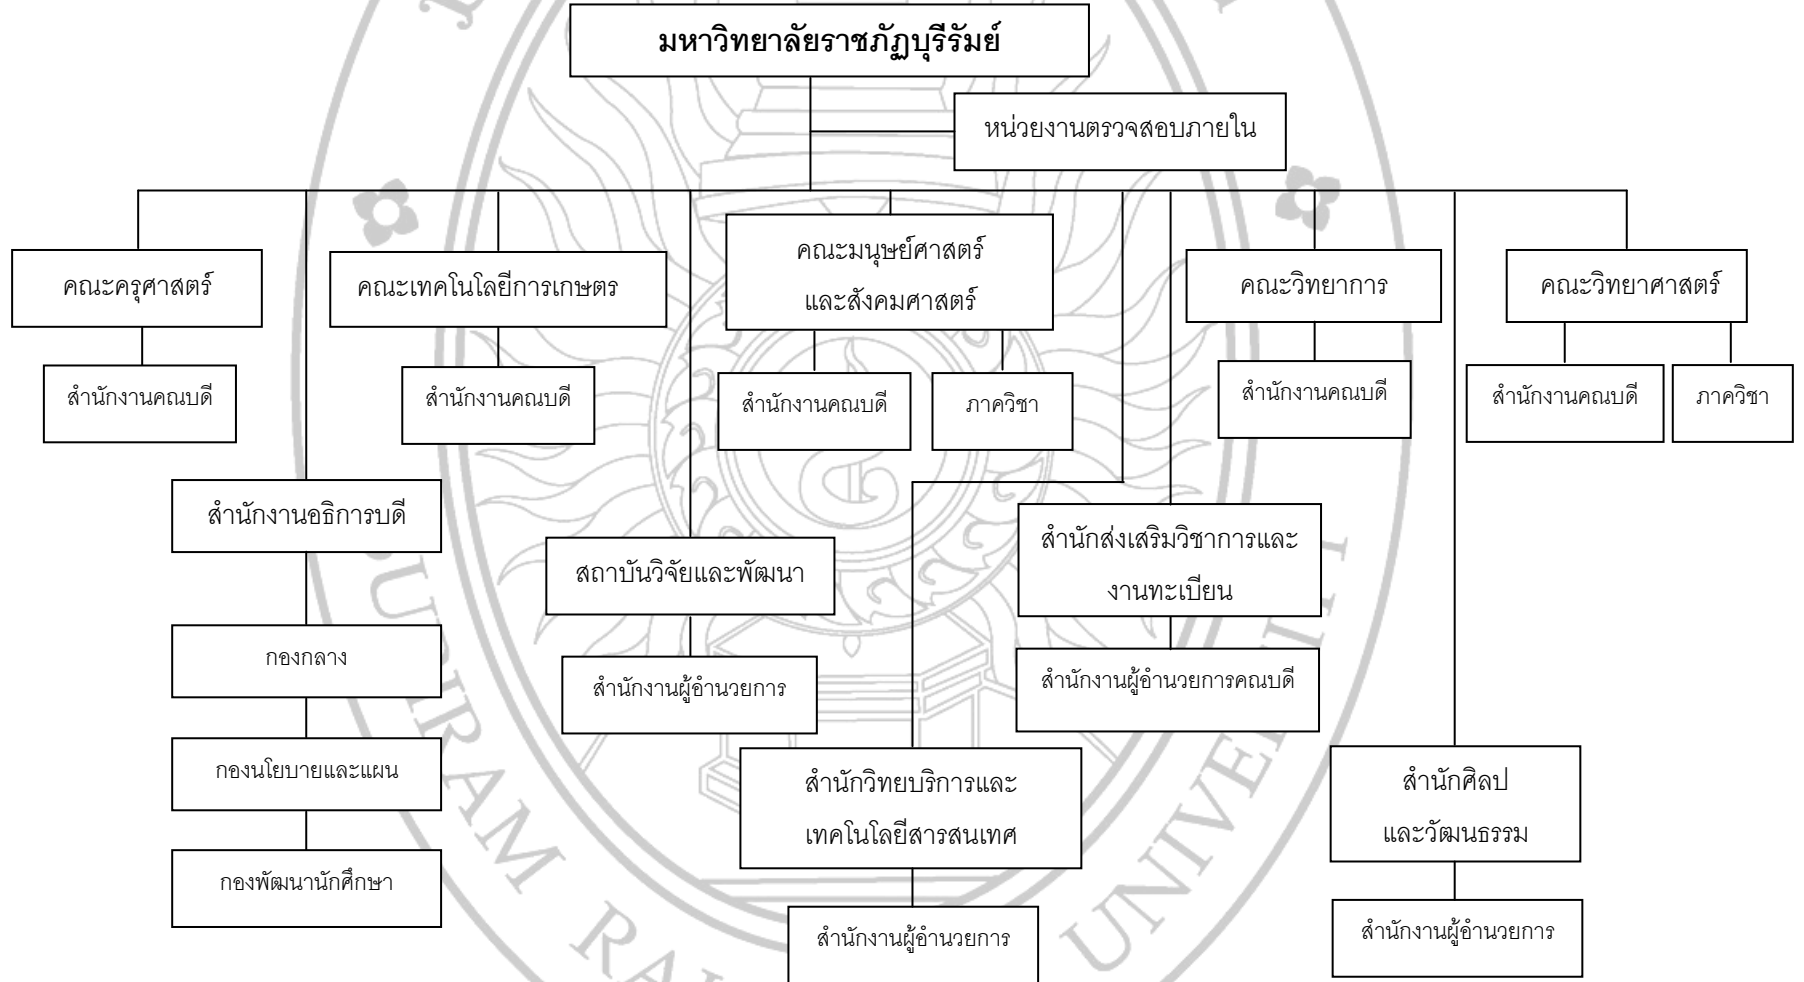 มหาวิทยาลัยราชภัฏบุรีรัมย์
หน่วยงานตรวจสอบภายใน
คณะครุศาสตร์
คณะเทคโนโลยีการเกษตร
คณะมนุษย์ศาสตร์
และสังคมศาสตร์
คณะวิทยาการ
คณะวิทยาศาสตร์
สำนักงานคณบดี
สำนักงานคณบดี
สำนักงานคณบดี
ภาควิชา
สำนักงานคณบดี
สำนักงานคณบดี
ภาควิชา
สำนักงานอธิการบดี
สถาบันวิจัยและพัฒนา
สำนักส่งเสริมวิชาการและ
งานทะเบียน
กองกลาง
สำนักงานผู้อำนวยการ
สำนักงานผู้อำนวยการคณบดี
กองนโยบายและแผน
สำนักวิทยบริการและ
เทคโนโลยีสารสนเทศ
สำนักศิลป
และวัฒนธรรม
กองพัฒนานักศึกษา
สำนักงานผู้อำนวยการ
สำนักงานผู้อำนวยการ